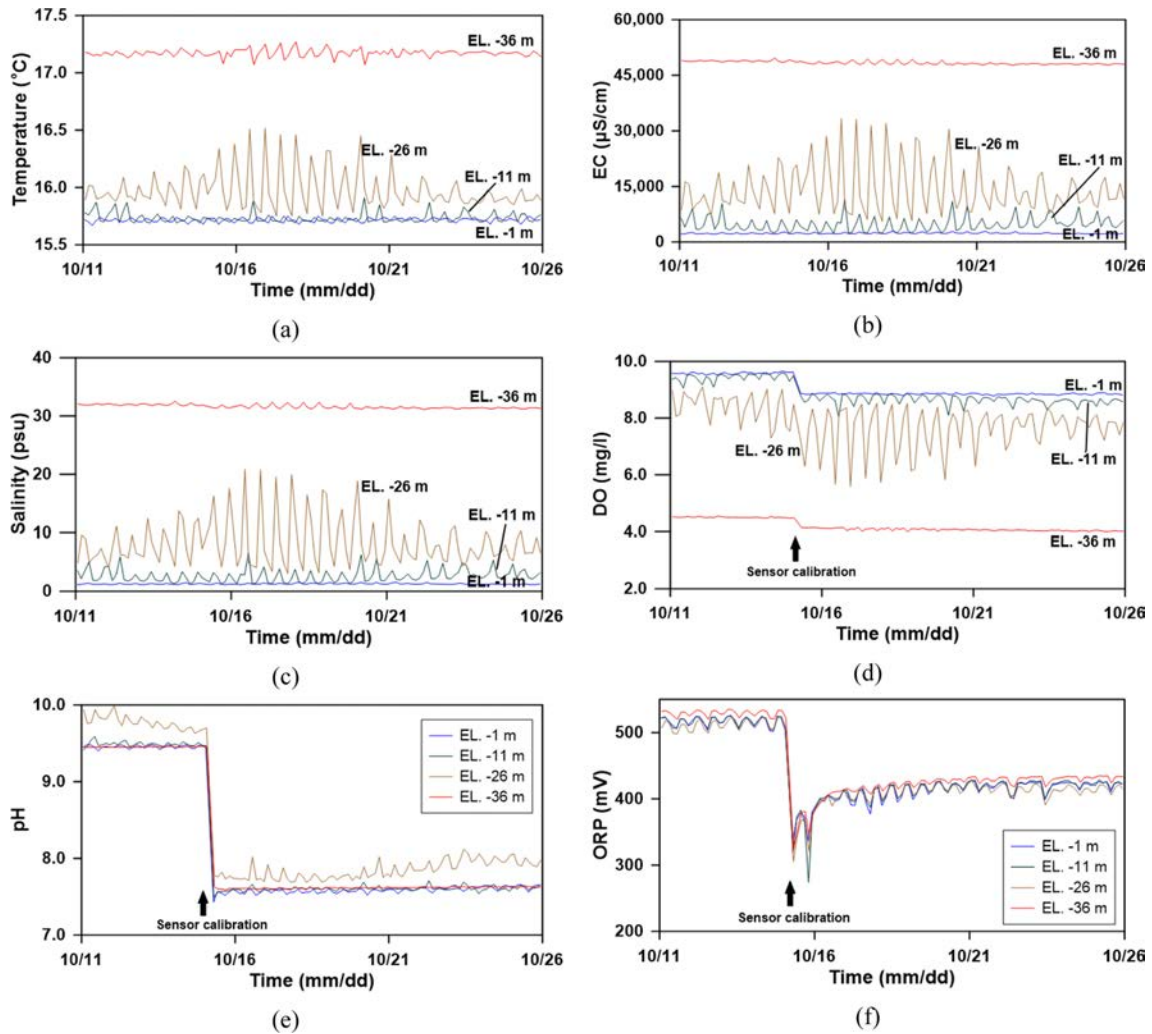 17.5
17.0
16.5
16.0
15.5
Temperature (°C)
EL. -36 m
EL. -26 m
EL. -11 m
EL. -1 m
10/11 10/16 10/21 10/26
Time (mm/dd)
(a)
60,000
45,000
30,000
15,000
0
EC (µS/cm)
EL. -36 m
EL. -26 m
EL. -11 m
EL. -1 m
10/11 10/16 10/21 10/26
Time (mm/dd)
(b)
40
30
20
10
0
Salinity (psu)
EL. -36 m
EL. -26 m
EL. -11 m
EL. -1 m
10/11 10/16 10/21 10/26
Time (mm/dd)
(c)
10.0
8.0
6.0
4.0
2.0
DO (mg/l)
EL. -1 m
EL. -26 m
EL. -11 m
EL. -36 m
Sensor calibration
10/11 10/16 10/21 10/26
Time (mm/dd)
(d)
10.0
9.0
8.0
7.0
pH
EL. -1 m
EL. -11 m
EL. -26 m
EL. -36 m
Sensor calibration
10/11 10/16 10/21 10/26
Time (mm/dd)
(e)
500
400
300
200
ORP (mV)
EL. -1 m
EL. -11 m
EL. -26 m
EL. -36 m
Sensor calibration
10/11 10/16 10/21 10/26
Time (mm/dd)
(f)